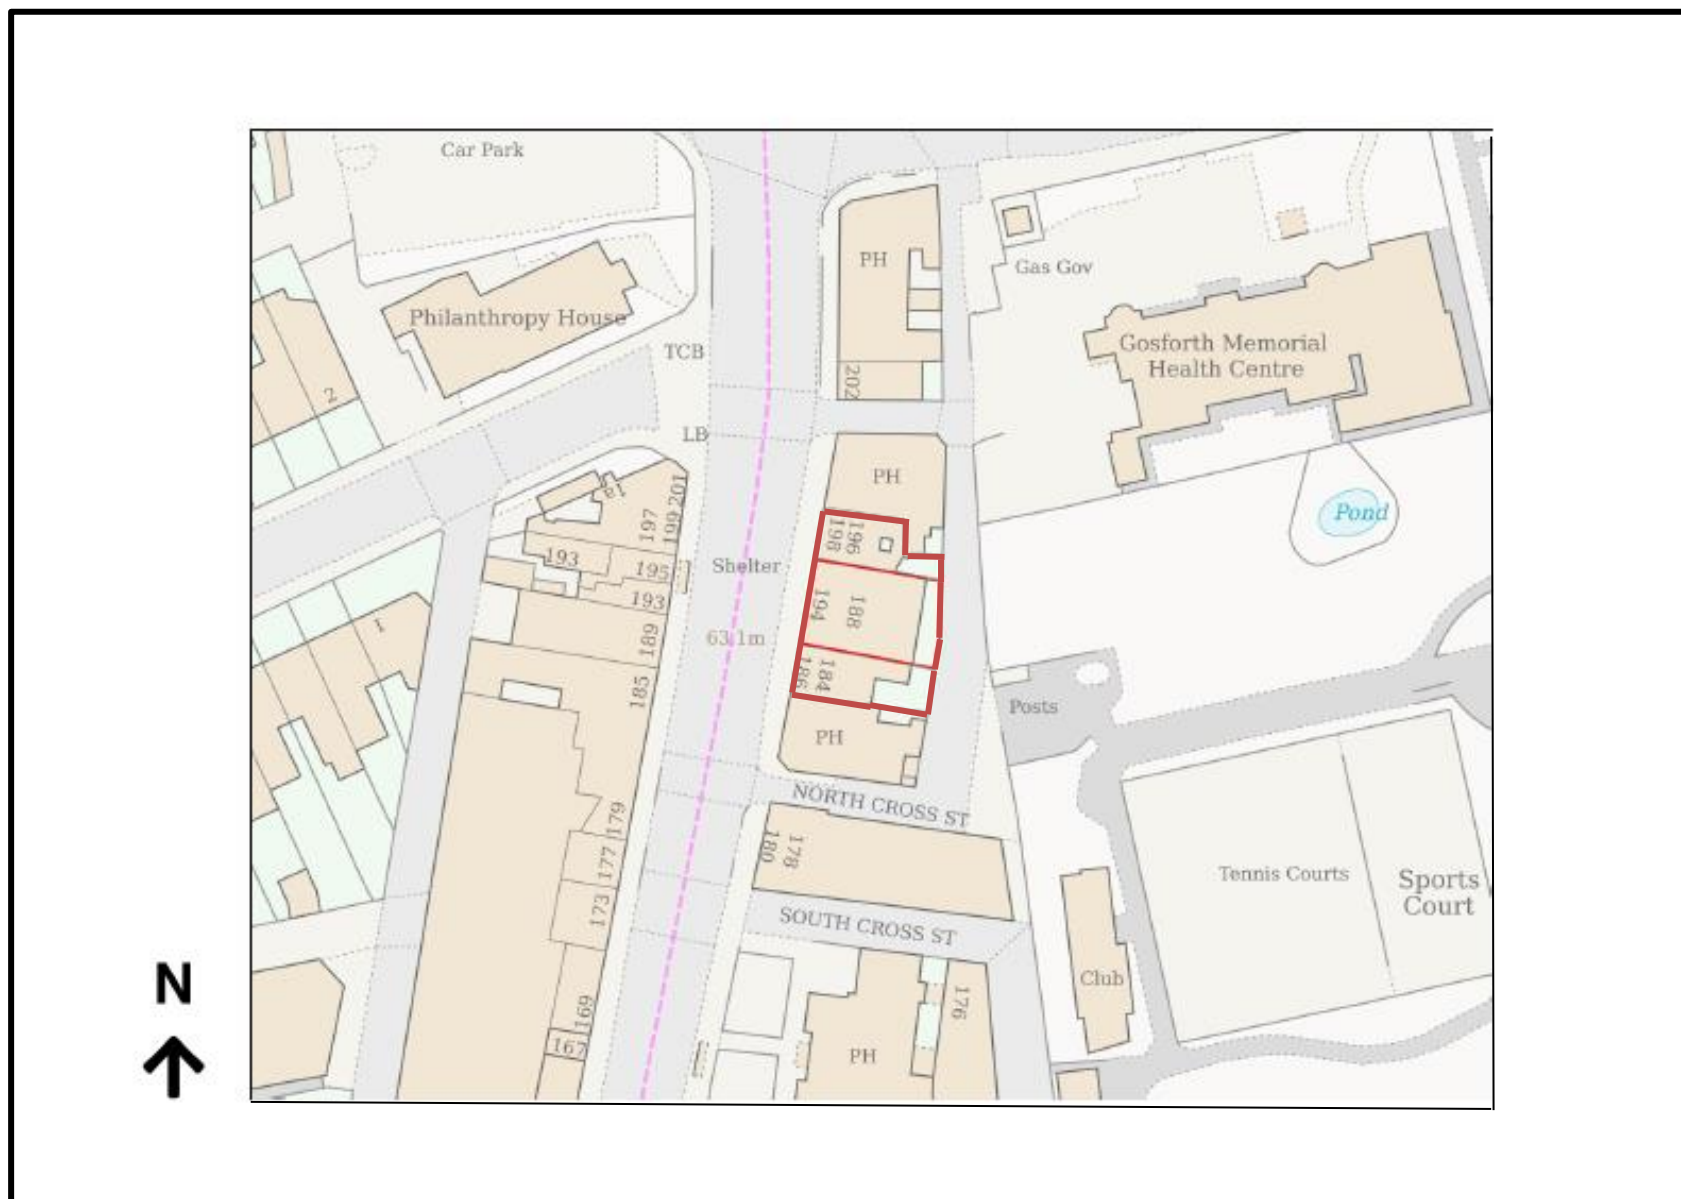 Car Park
PH
Gas Gov
Philanthropy House
Gosforth Memorial
Health Centre
TCB
202
2
LB
PH
201
199
197
Pond
196
198
193
195
Shelter
193
188
194
1
189
63.1m
184
186
185
Posts
PH
NORTH CROSS ST
179
178
180
177
Tennis Courts
Sports
Court
173
SOUTH CROSS ST
N
Club
176
169
167
PH